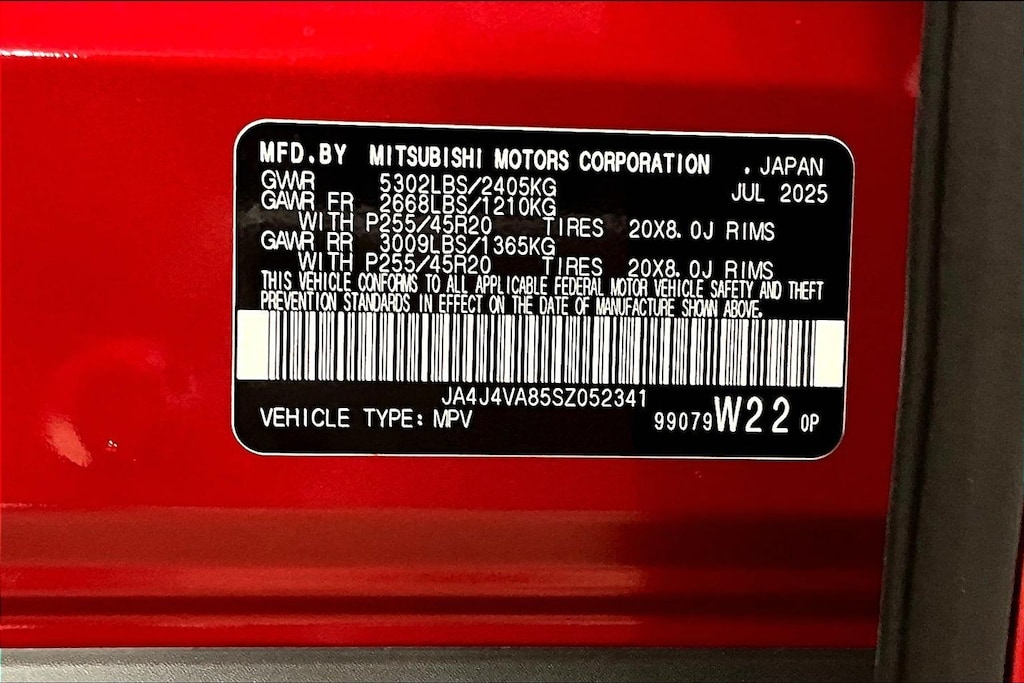 MFD.BY MITSUBISHI MOTORS CORPORATION . JAPAN
GVWR 5302LBS/2405KG JUL 2025
GAWR FR 2668LBS/1210KG
WITH P255/45R20 TIRES 20X8.0J RIMS
GAWR RR 3009LBS/1365KG
WITH P255/45R20 TIRES 20X8.0J RIMS
THIS VEHICLE CONFORMS TO ALL APPLICABLE FEDERAL MOTOR VEHICLE SAFETY AND THEFT
PREVENTION STANDARDS IN EFFECT ON THE DATE OF MANUFACTURE SHOWN ABOVE.
JA4J4VA85SZ052341
VEHICLE TYPE: MPV 99079 W22 OP